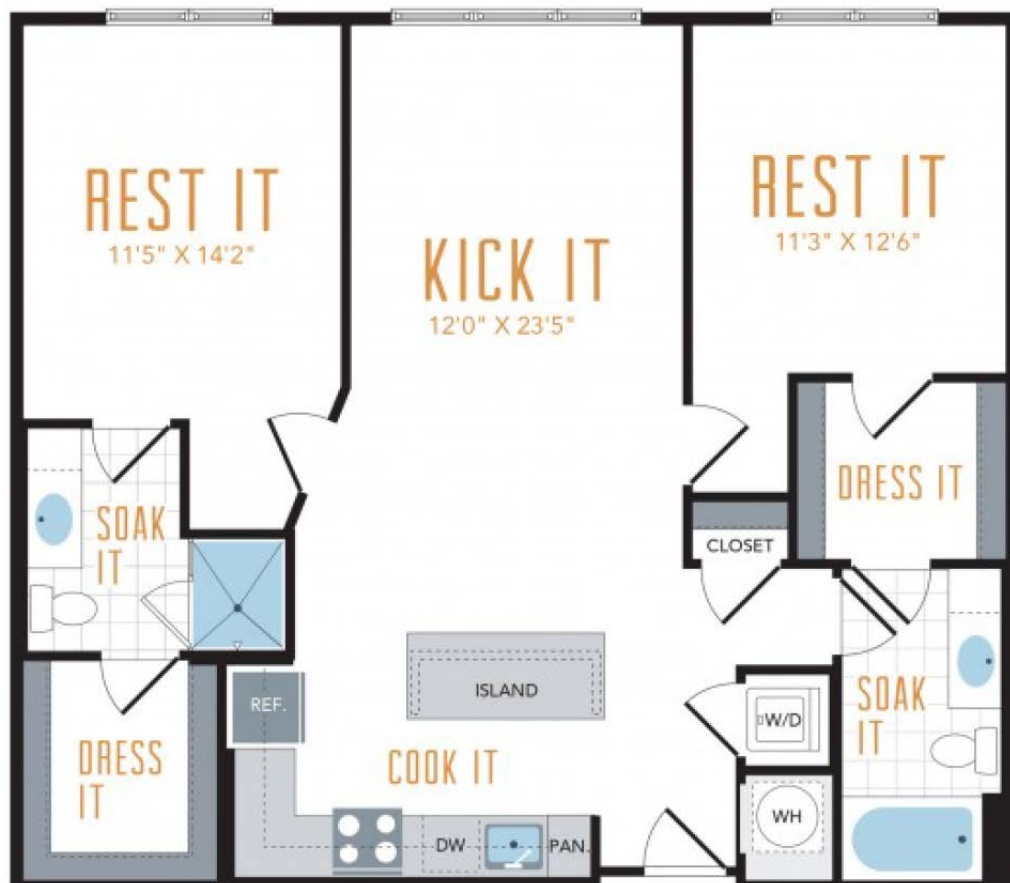 REST IT
11'5" X 14'2"
KICK IT
12'0" X 23'5"
REST IT
11'3" X 12'6"
SOAK
IT
DRESS IT
CLOSET
DRESS
IT
REF.
ISLAND
COOK IT
W/D
SOAK
IT
DW
PAN.
WH